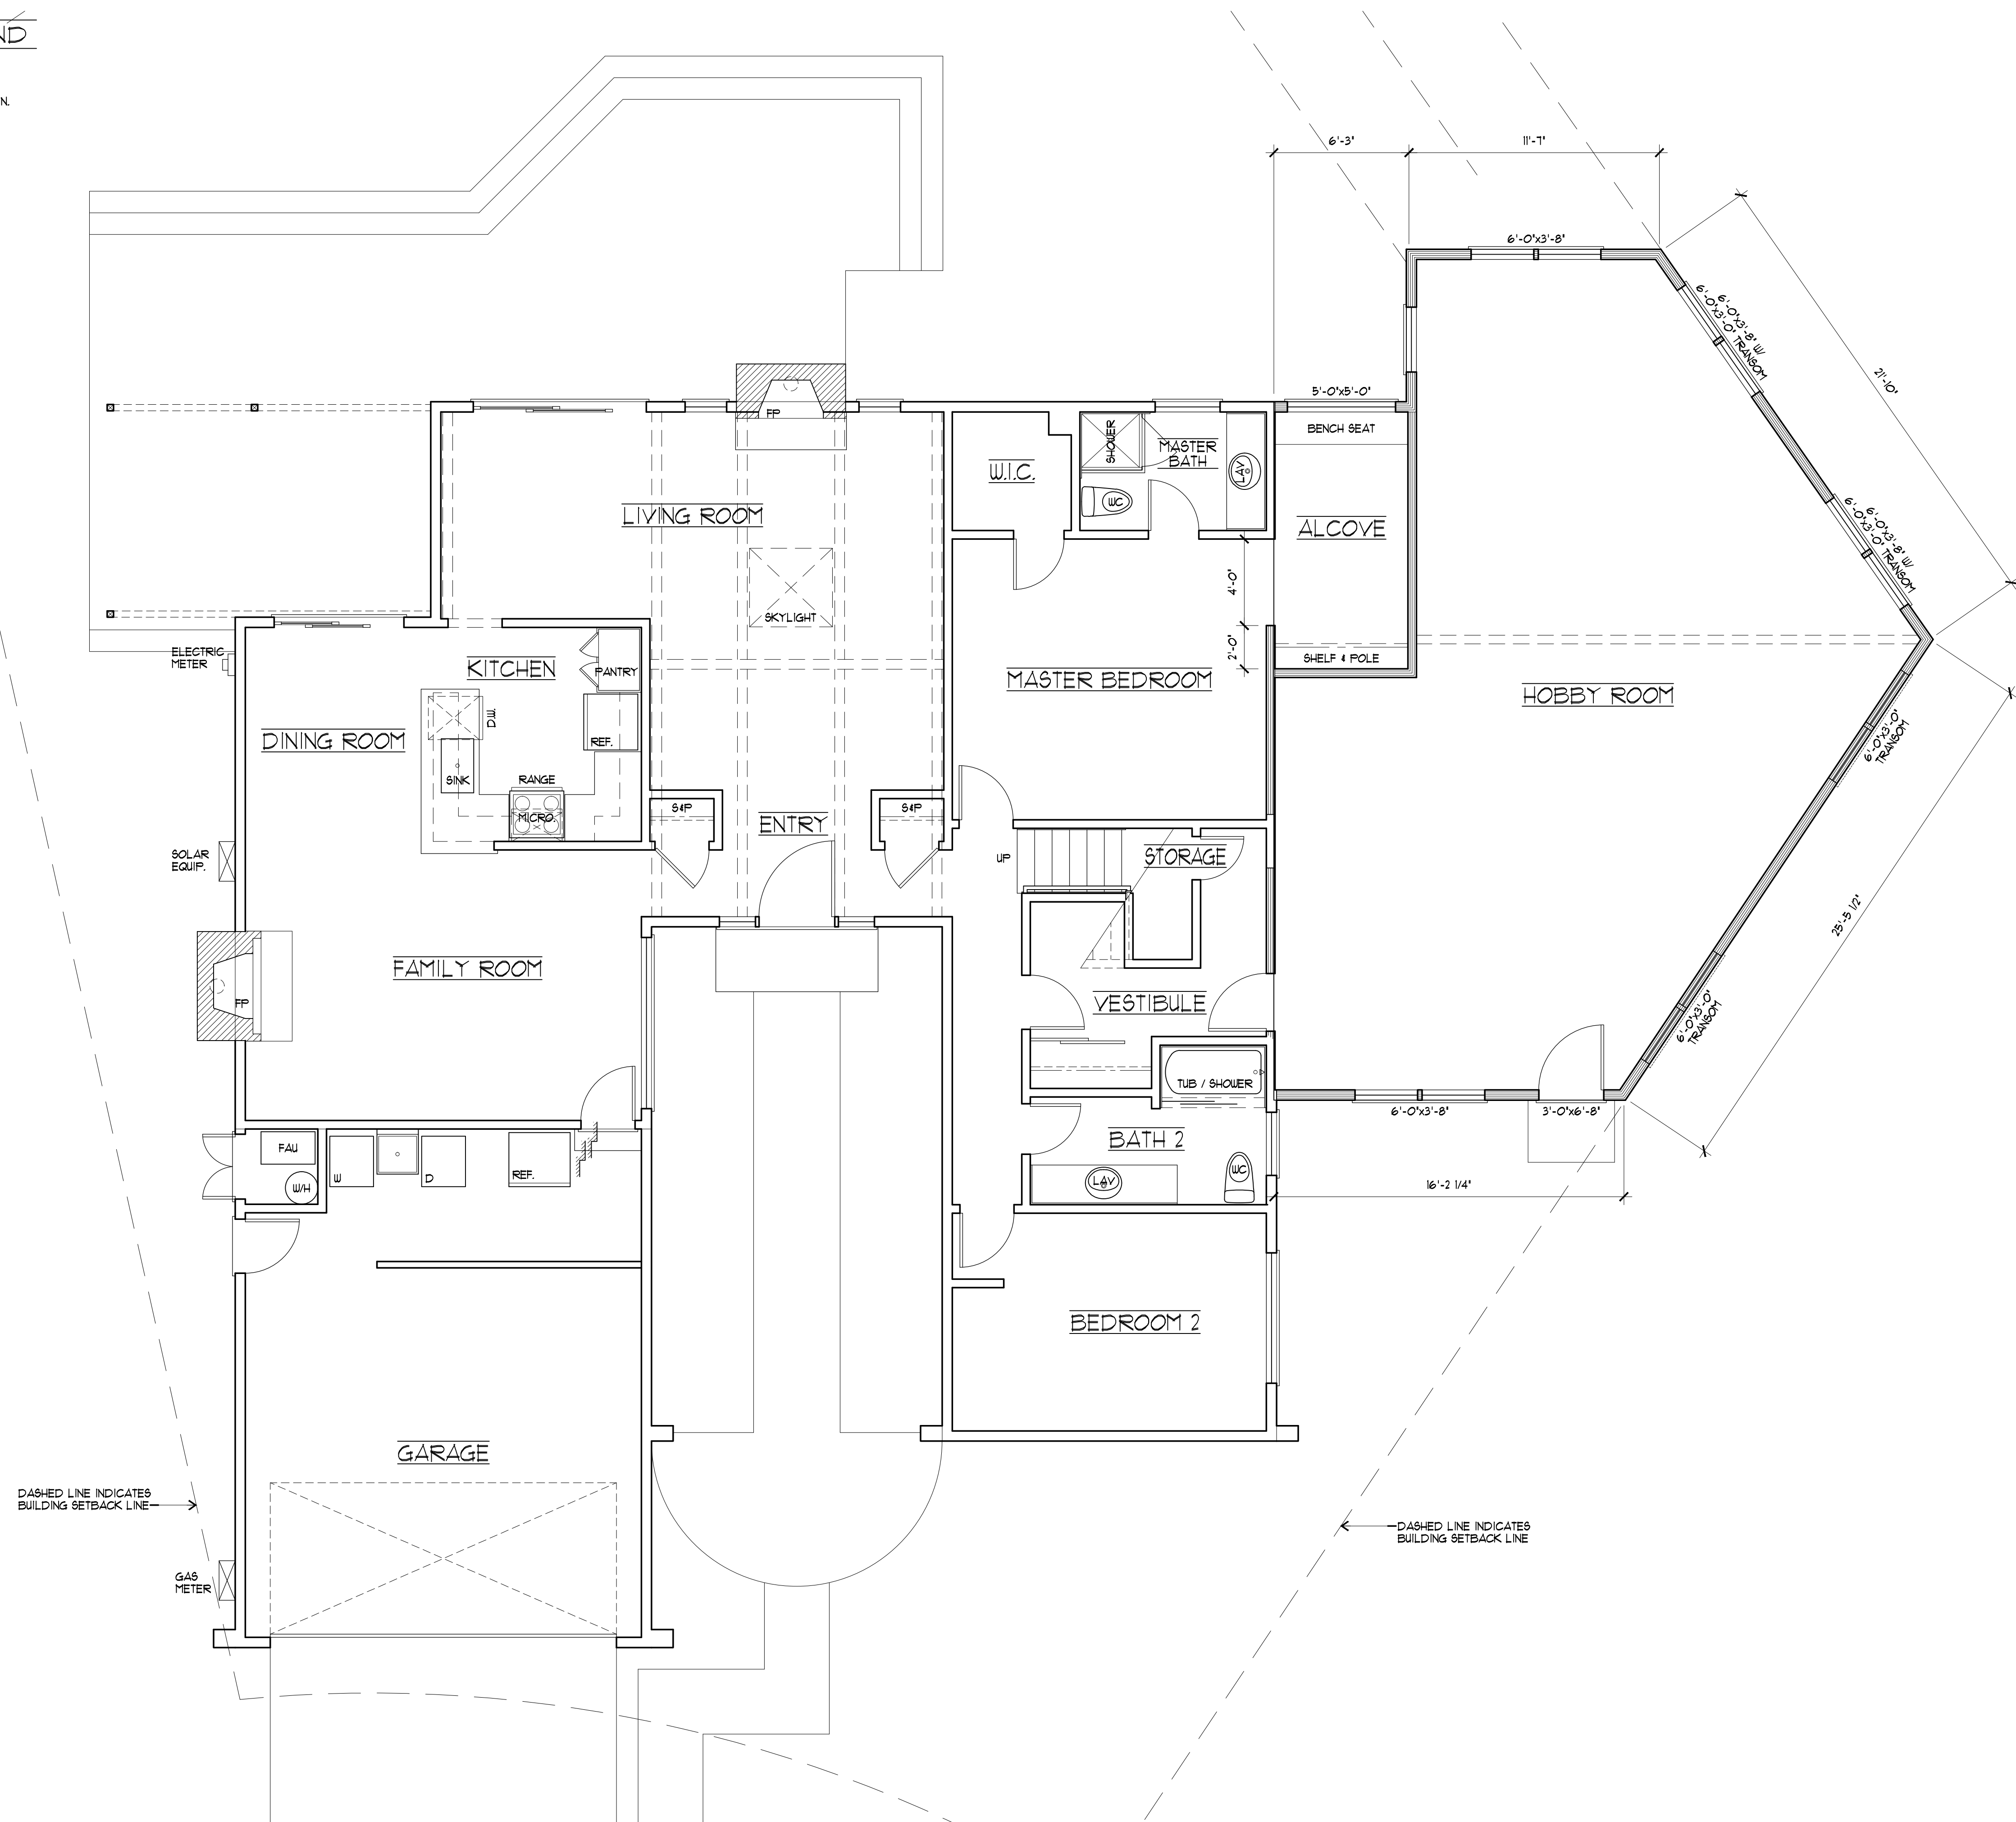 ND
N.
6'-3"
11'-7"
6'-0"x3'-8"
6'-0"x3'-8" W/
6'-0"x3'-0" TRANSOM
21'-10"
5'-0"x5'-0"
BENCH SEAT
FP
SHOWER
MASTER
BATH
LAV
W.I.C.
WC
LIVING ROOM
ALCOVE
6'-0"x3'-8" W/
6'-0"x3'-0" TRANSOM
4'-0"
SKYLIGHT
2'-0"
ELECTRIC
METER
KITCHEN
PANTRY
SHELF & POLE
MASTER BEDROOM
HOBBY ROOM
D.W.
DINING ROOM
REF.
6'-0"x3'-0"
TRANSOM
SINK
RANGE
MICRO.
S&P
S&P
ENTRY
SOLAR
EQUIP.
UP
STORAGE
25'-5 1/2"
FAMILY ROOM
FP
VESTIBULE
6'-0"x3'-0"
TRANSOM
TUB / SHOWER
6'-0"x3'-8"
3'-0"x6'-8"
BATH 2
FAU
W/H
W
D
REF.
LAV
WC
16'-2 1/4"
BEDROOM 2
GARAGE
DASHED LINE INDICATES
BUILDING SETBACK LINE
DASHED LINE INDICATES
BUILDING SETBACK LINE
GAS
METER